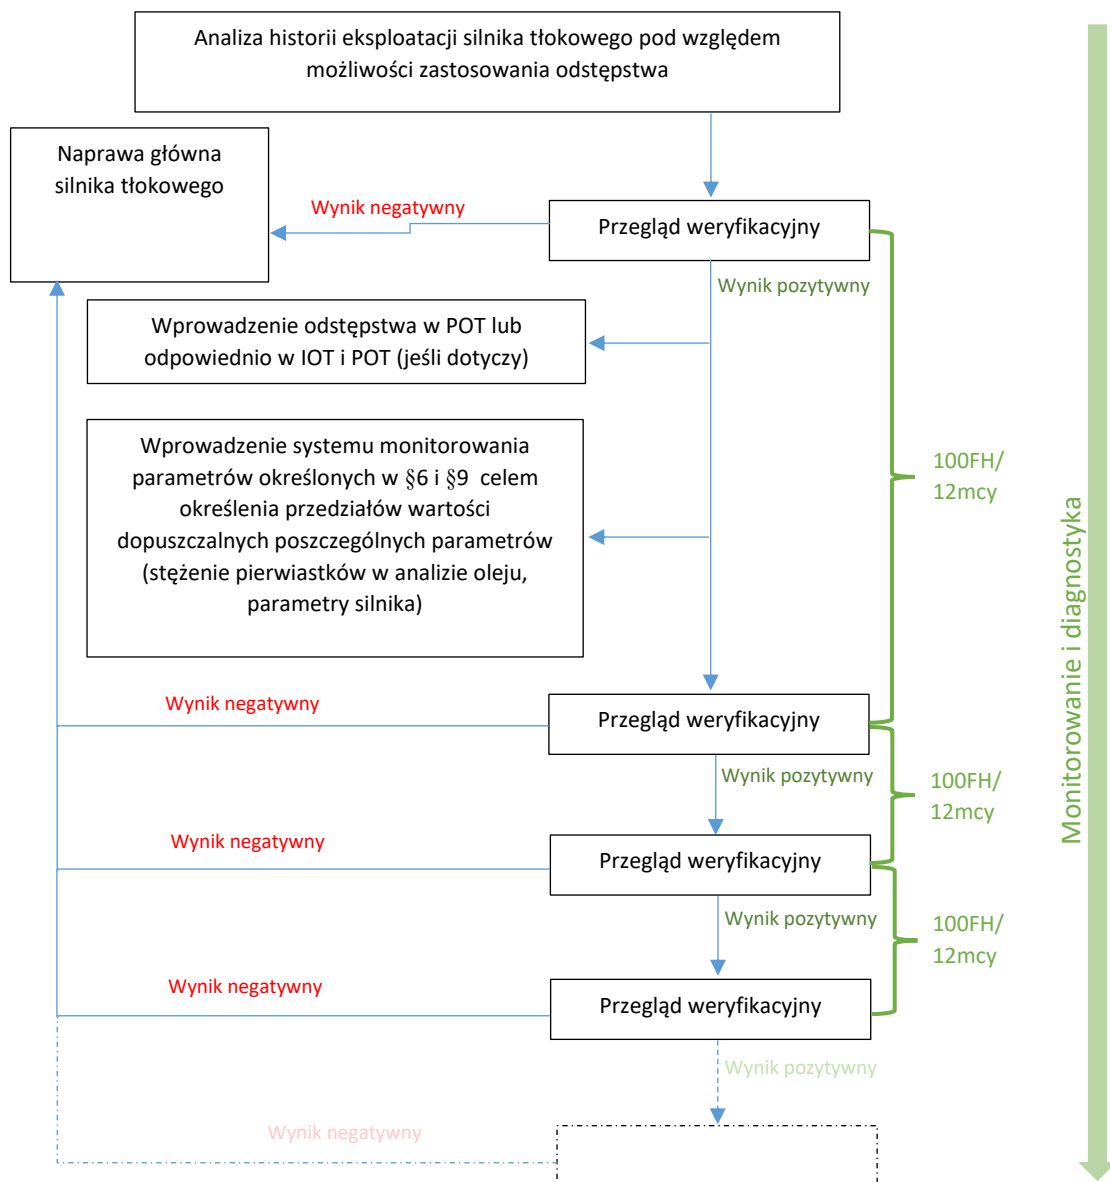 Analiza historii eksploatacji silnika tłokowego pod względem
możliwości zastosowania odstępstwa
Naprawa główna
silnika tłokowego
Wynik negatywny
Przegląd weryfikacyjny
Wynik pozytywny
Wprowadzenie odstępstwa w POT lub
odpowiednio w IOT i POT (jeśli dotyczy)
Wprowadzenie systemu monitorowania
parametrów określonych w §6 i §9 celem
określenia przedziałów wartości
dopuszczalnych poszczególnych parametrów
(stężenie pierwiastków w analizie oleju,
parametry silnika)
100FH/
12mcy
Monitorowanie i diagnostyka
Wynik negatywny
Przegląd weryfikacyjny
Wynik pozytywny
100FH/
12mcy
Wynik negatywny
Przegląd weryfikacyjny
Wynik pozytywny
100FH/
12mcy
Wynik negatywny
Przegląd weryfikacyjny
Wynik pozytywny
Wynik negatywny